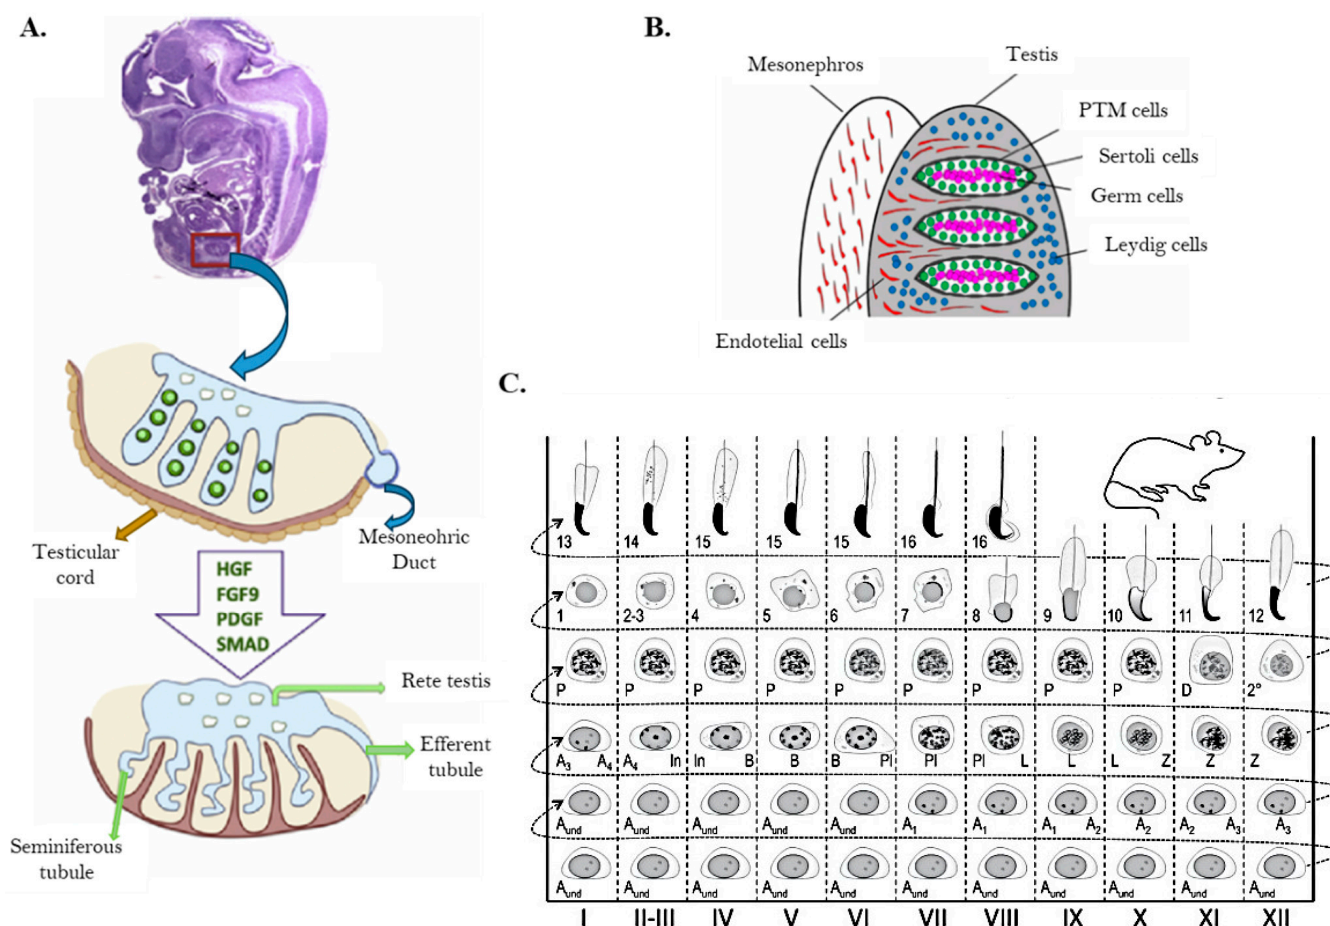 A.
Testicular
cord
Mesoneohric
Duct
HGF
FGF9
PDGF
SMAD
Rete testis
Efferent
tubule
Seminiferous
tubule
B.
Mesonephros
Testis
PTM cells
Sertoli cells
Germ cells
Leydig cells
Endotelial cells
C.
13 14 15 15 15 16 16
1 2-3 4 5 6 7 8 9 10 11 12
P P P P P P P P P D 2°
A3 A4 A4 In In B B B Pl Pl Pl L L L Z Z Z
Aund Aund Aund Aund Aund A1 A1 A1 A2 A2 A2 A3 A3
Aund Aund Aund Aund Aund Aund Aund Aund Aund Aund Aund
I II-III IV V VI VII VIII IX X XI XII